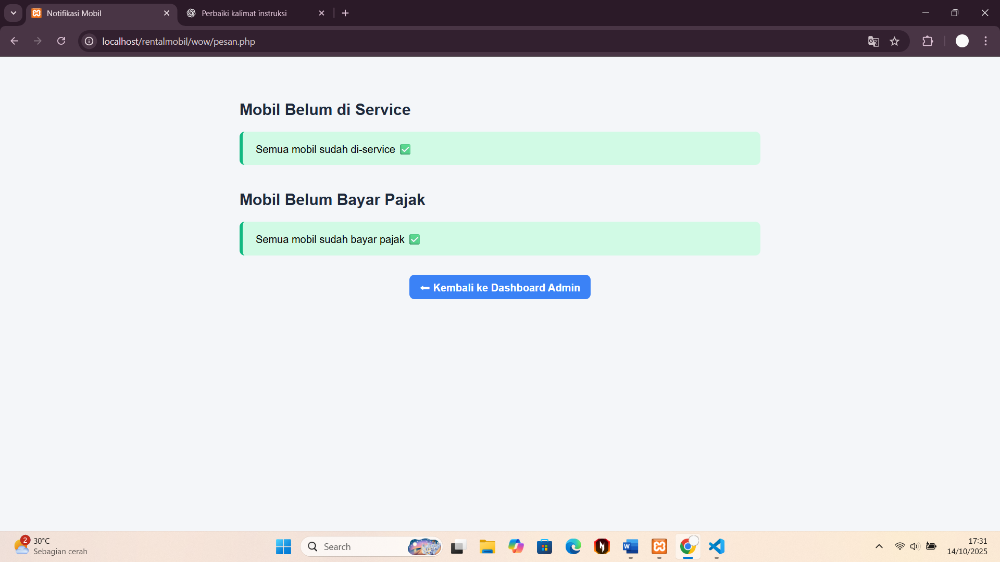 Notifikasi Mobil
Perbaiki kalimat instruksi
localhost/rentalmobil/wow/pesan.php
Mobil Belum di Service
Semua mobil sudah di-service ✅
Mobil Belum Bayar Pajak
Semua mobil sudah bayar pajak ✅
⬅ Kembali ke Dashboard Admin
2
30°C
Sebagian cerah
Search
17:31
14/10/2025